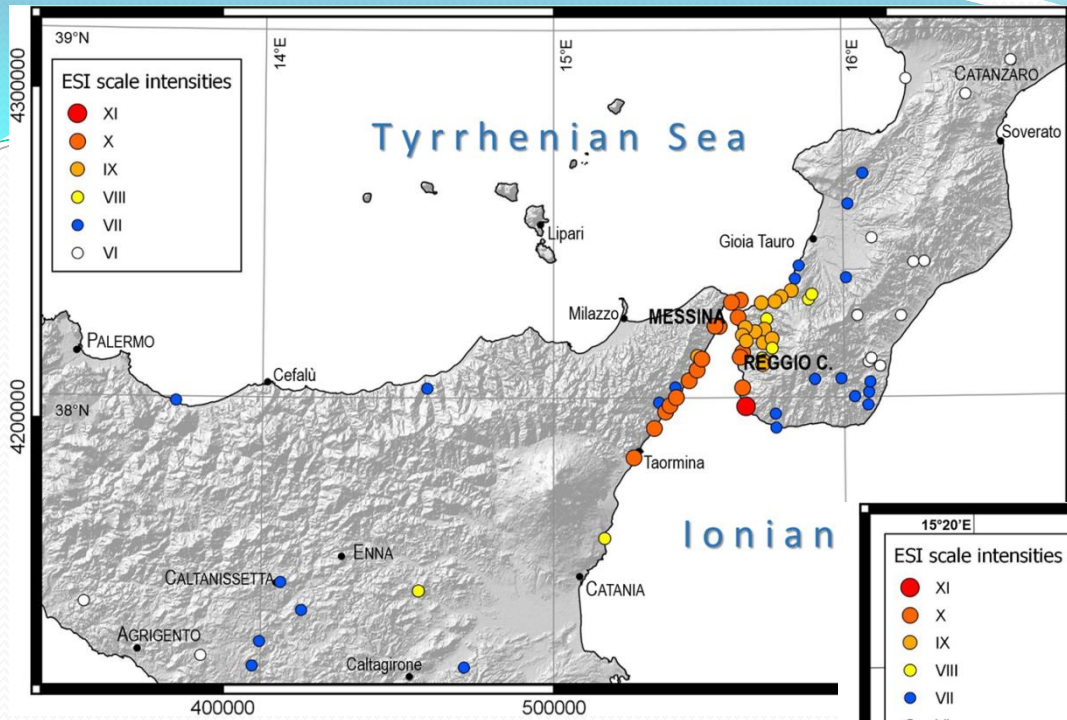 39°N
14°E
15°E
16°E
4300000
4200000
ESI scale intensities
XI
X
IX
VIII
VII
VI
Tyrrhenian Sea
CATANZARO
Soverato
Lipari
Gioia Tauro
Milazzo
MESSINA
PALERMO
Cefalù
REGGIO C.
38°N
Taormina
Ionian
ENNA
CALTANISSETTA
CATANIA
AGRIGENTO
Caltagirone
400000
500000
15°20'E
ESI scale intensities
XI
X
IX
VIII
VII